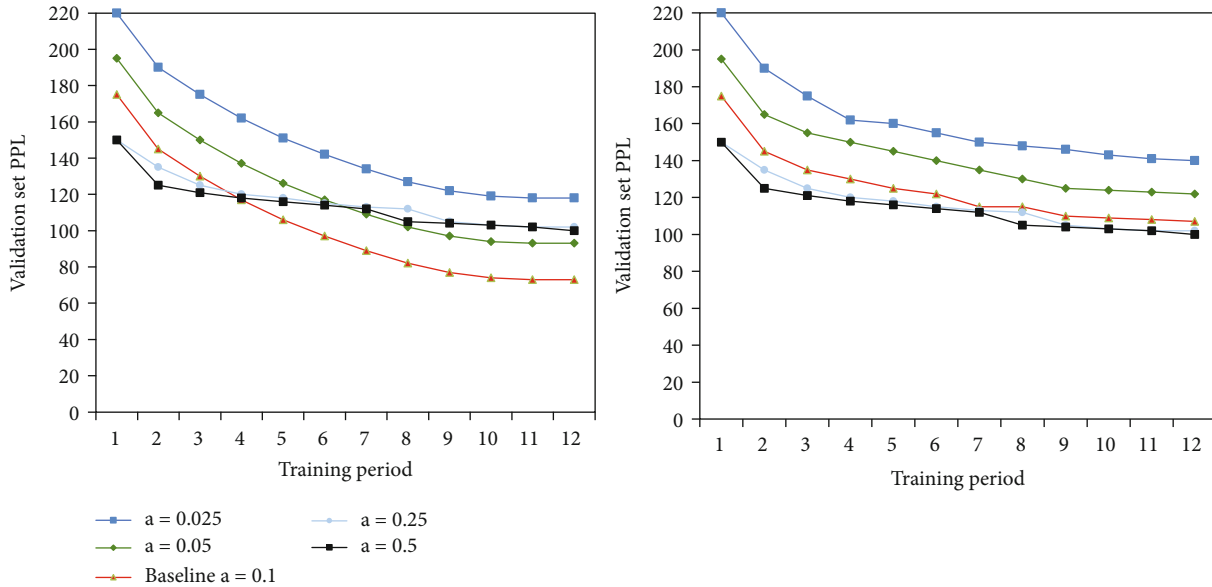 220
200
180
160
140
120
100
80
60
40
20
0
Validation set PPL
1 2 3 4 5 6 7 8 9 10 11 12
Training period
220
200
180
160
140
120
100
80
60
40
20
0
Validation set PPL
1 2 3 4 5 6 7 8 9 10 11 12
Training period
a = 0.025
a = 0.05
Baseline a = 0.1
a = 0.25
a = 0.5